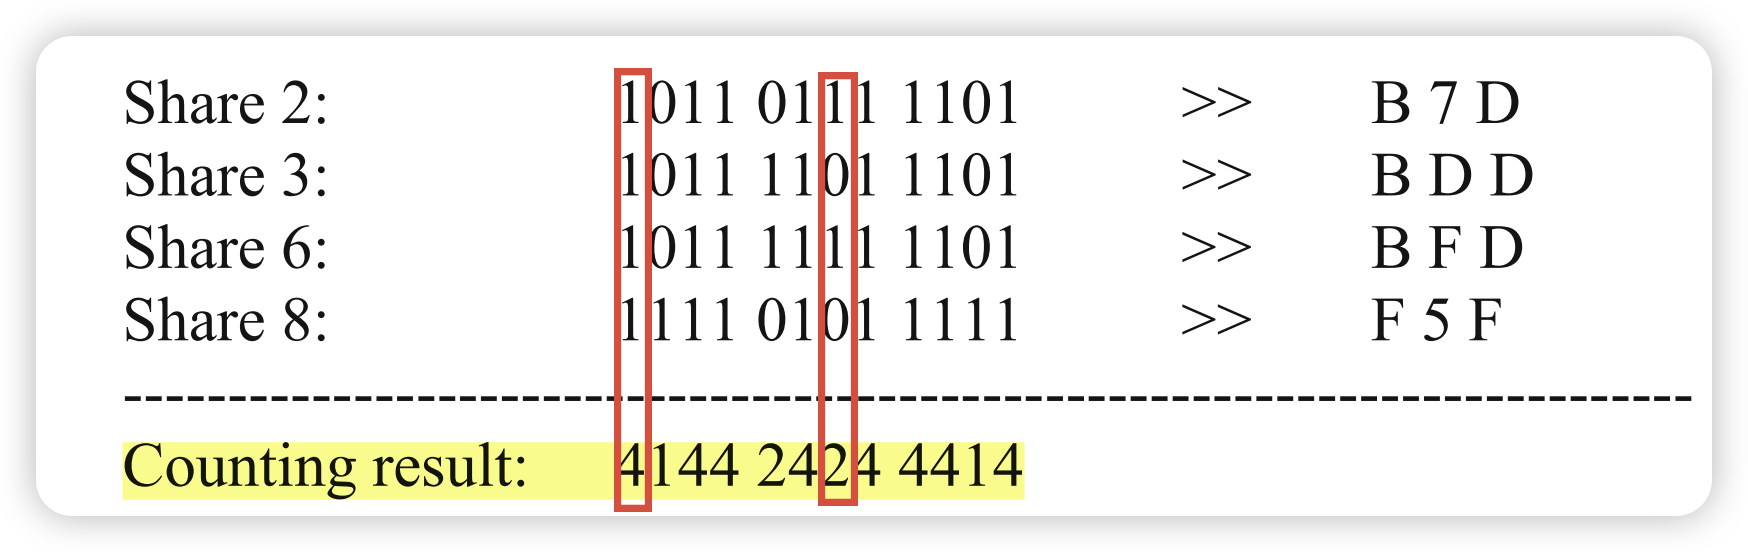 Share 2: 1011 0111 1101 >> B 7 D
Share 3: 1011 1101 1101 >> B D D
Share 6: 1011 1111 1101 >> B F D
Share 8: 1111 0101 1111 >> F 5 F
--------------------------------------------------------------------------
Counting result: 4144 2424 4414